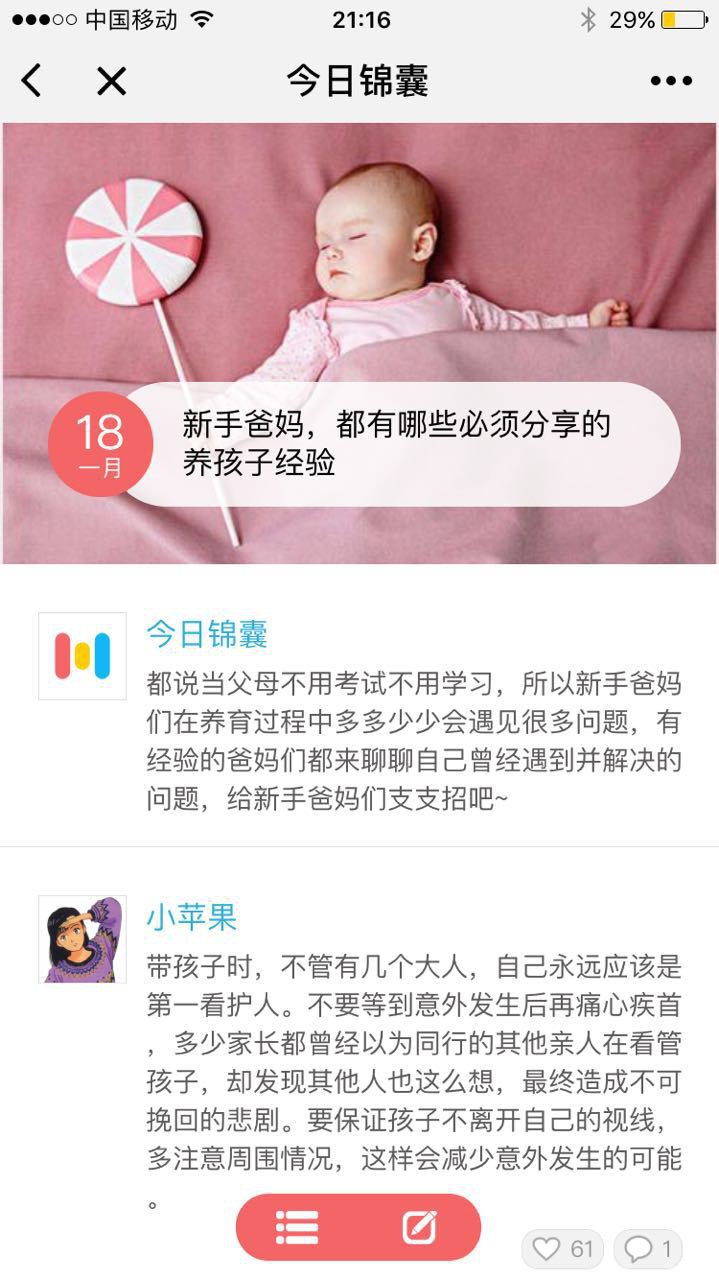 中国移动 21:16 29%
今日锦囊
18
一月
新手爸妈，都有哪些必须分享的
养孩子经验
今日锦囊
都说当父母不用考试不用学习，所以新手爸妈
们在养育过程中多多少少会遇见很多问题，有
经验的爸妈们都来聊聊自己曾经遇到并解决的
问题，给新手爸妈们支支招吧~
小苹果
带孩子时，不管有几个大人，自己永远应该是
第一看护人。不要等到意外发生后再痛心疾首
，多少家长都曾经以为同行的其他亲人在看管
孩子，却发现其他人也这么想，最终造成不可
挽回的悲剧。要保证孩子不离开自己的视线，
多注意周围情况，这样会减少意外发生的可能
。
61 1